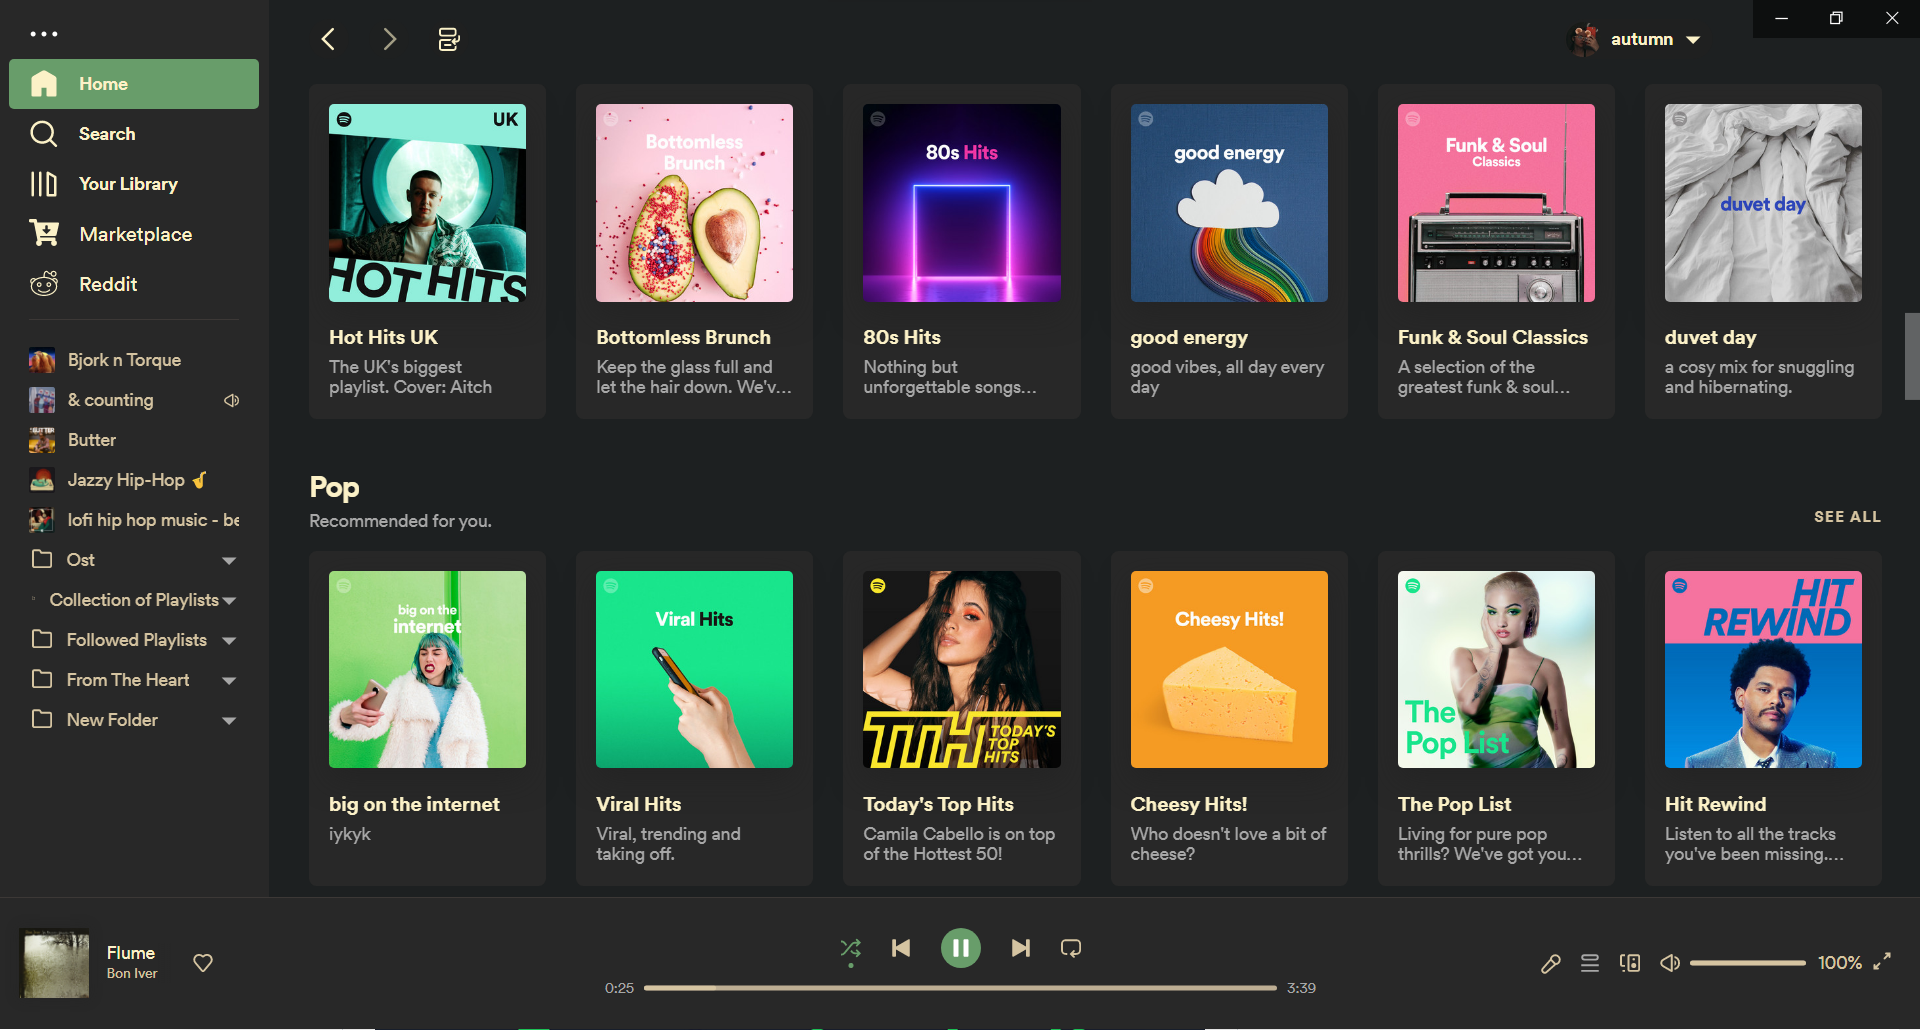 autumn
Home
Search
Your Library
Marketplace
Reddit
Bjork n Torque
& counting
Butter
Jazzy Hip-Hop 🎷
lofi hip hop music - be
Ost
Collection of Playlists
Followed Playlists
From The Heart
New Folder
UK
HOT HITS
Hot Hits UK
The UK's biggest
playlist. Cover: Aitch
Bottomless
Brunch
Bottomless Brunch
Keep the glass full and
let the hair down. We'v...
80s Hits
80s Hits
Nothing but
unforgettable songs...
good energy
good energy
good vibes, all day every
day
Funk & Soul
Classics
Funk & Soul Classics
A selection of the
greatest funk & soul...
duvet day
duvet day
a cosy mix for snuggling
and hibernating.
Pop
Recommended for you.
SEE ALL
big on the
internet
big on the internet
iykyk
Viral Hits
Viral Hits
Viral, trending and
taking off.
TTH
TODAY'S
TOP
HITS
Today's Top Hits
Camila Cabello is on top
of the Hottest 50!
Cheesy Hits!
Cheesy Hits!
Who doesn't love a bit of
cheese?
The
Pop List
The Pop List
Living for pure pop
thrills? We've got you...
HIT
REWIND
Hit Rewind
Listen to all the tracks
you've been missing....
Flume
Bon Iver
0:25
3:39
100%